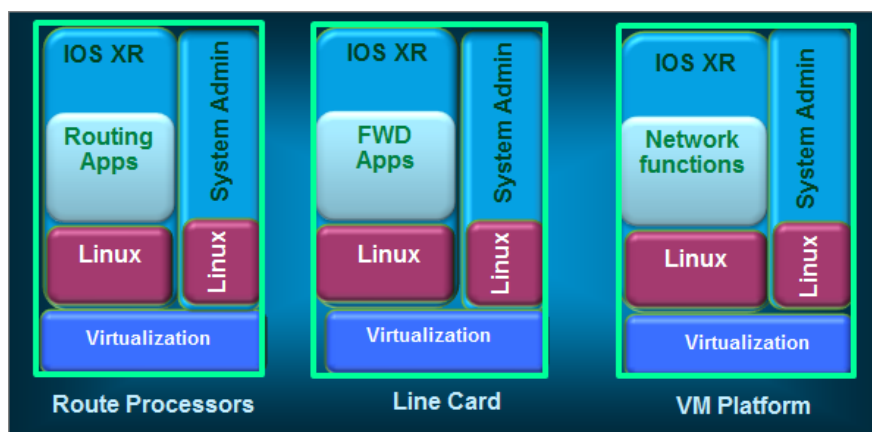 IOS XR
Routing
Apps
Linux
System Admin
Linux
Virtualization
Route Processors
IOS XR
FWD
Apps
Linux
System Admin
Linux
Virtualization
Line Card
IOS XR
Network
functions
Linux
System Admin
Linux
Virtualization
VM Platform